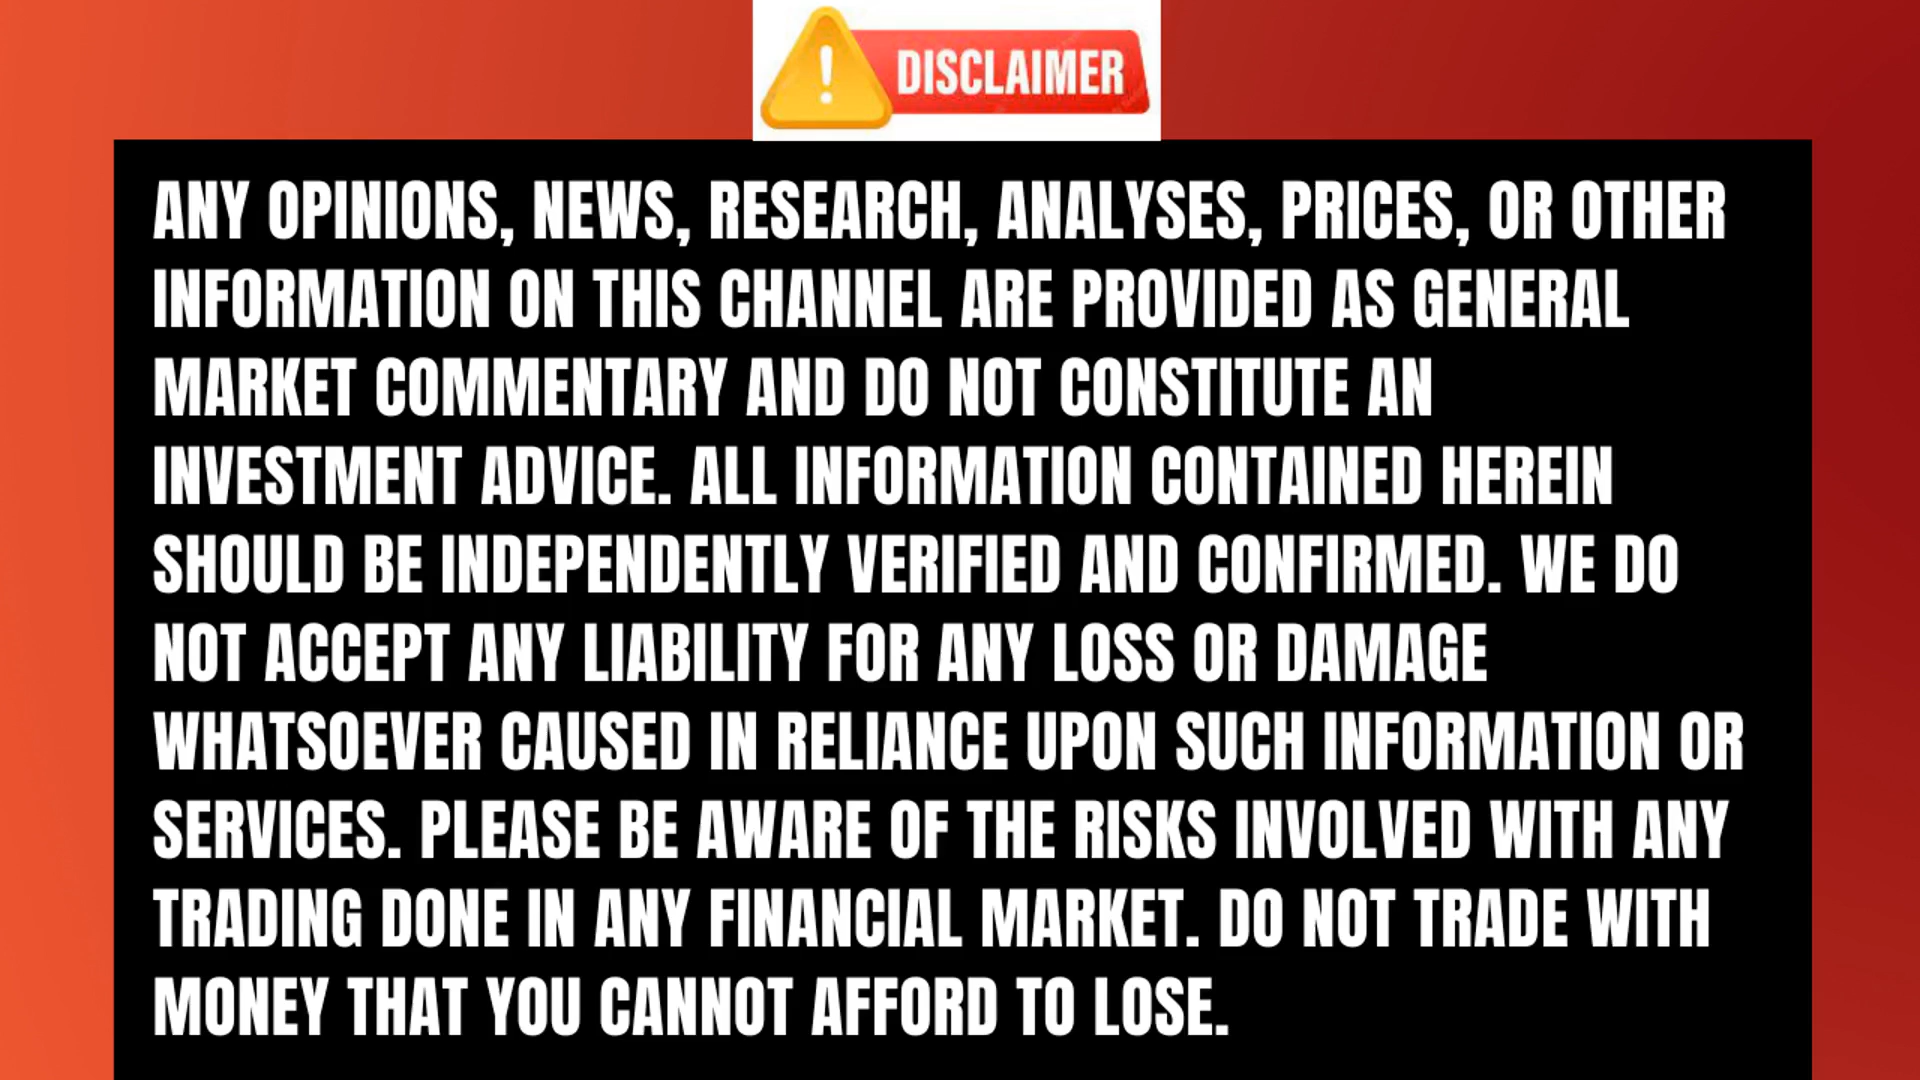 DISCLAIMER
ANY OPINIONS, NEWS, RESEARCH, ANALYSES, PRICES, OR OTHER
INFORMATION ON THIS CHANNEL ARE PROVIDED AS GENERAL
MARKET COMMENTARY AND DO NOT CONSTITUTE AN
INVESTMENT ADVICE. ALL INFORMATION CONTAINED HEREIN
SHOULD BE INDEPENDENTLY VERIFIED AND CONFIRMED. WE DO
NOT ACCEPT ANY LIABILITY FOR ANY LOSS OR DAMAGE
WHATSOEVER CAUSED IN RELIANCE UPON SUCH INFORMATION OR
SERVICES. PLEASE BE AWARE OF THE RISKS INVOLVED WITH ANY
TRADING DONE IN ANY FINANCIAL MARKET. DO NOT TRADE WITH
MONEY THAT YOU CANNOT AFFORD TO LOSE.